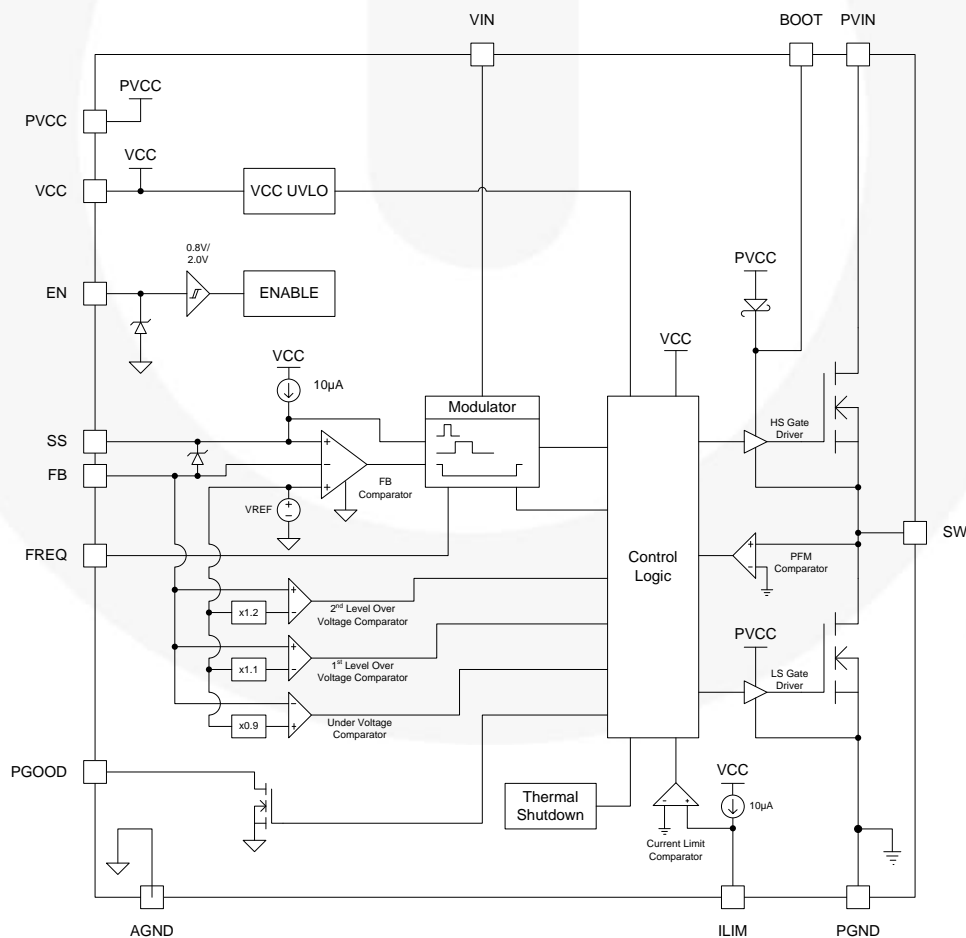 VIN
BOOT
PVIN
PVCC
PVCC
VCC
VCC
VCC UVLO
0.8V/
2.0V
EN
ENABLE
PVCC
VCC
VCC
10µA
Modulator
SS
+
HS Gate
Driver
FB
−
FB
Comparator
+
VREF
+
−
SW
FREQ
Control
Logic
+
−
PFM
Comparator
+
−
x1.2
2nd Level Over
Voltage Comparator
PVCC
+
−
x1.1
1st Level Over
Voltage Comparator
LS Gate
Driver
−
+
x0.9
Under Voltage
Comparator
PGOOD
VCC
10µA
Thermal
Shutdown
-
+
Current Limit
Comparator
AGND
ILIM
PGND